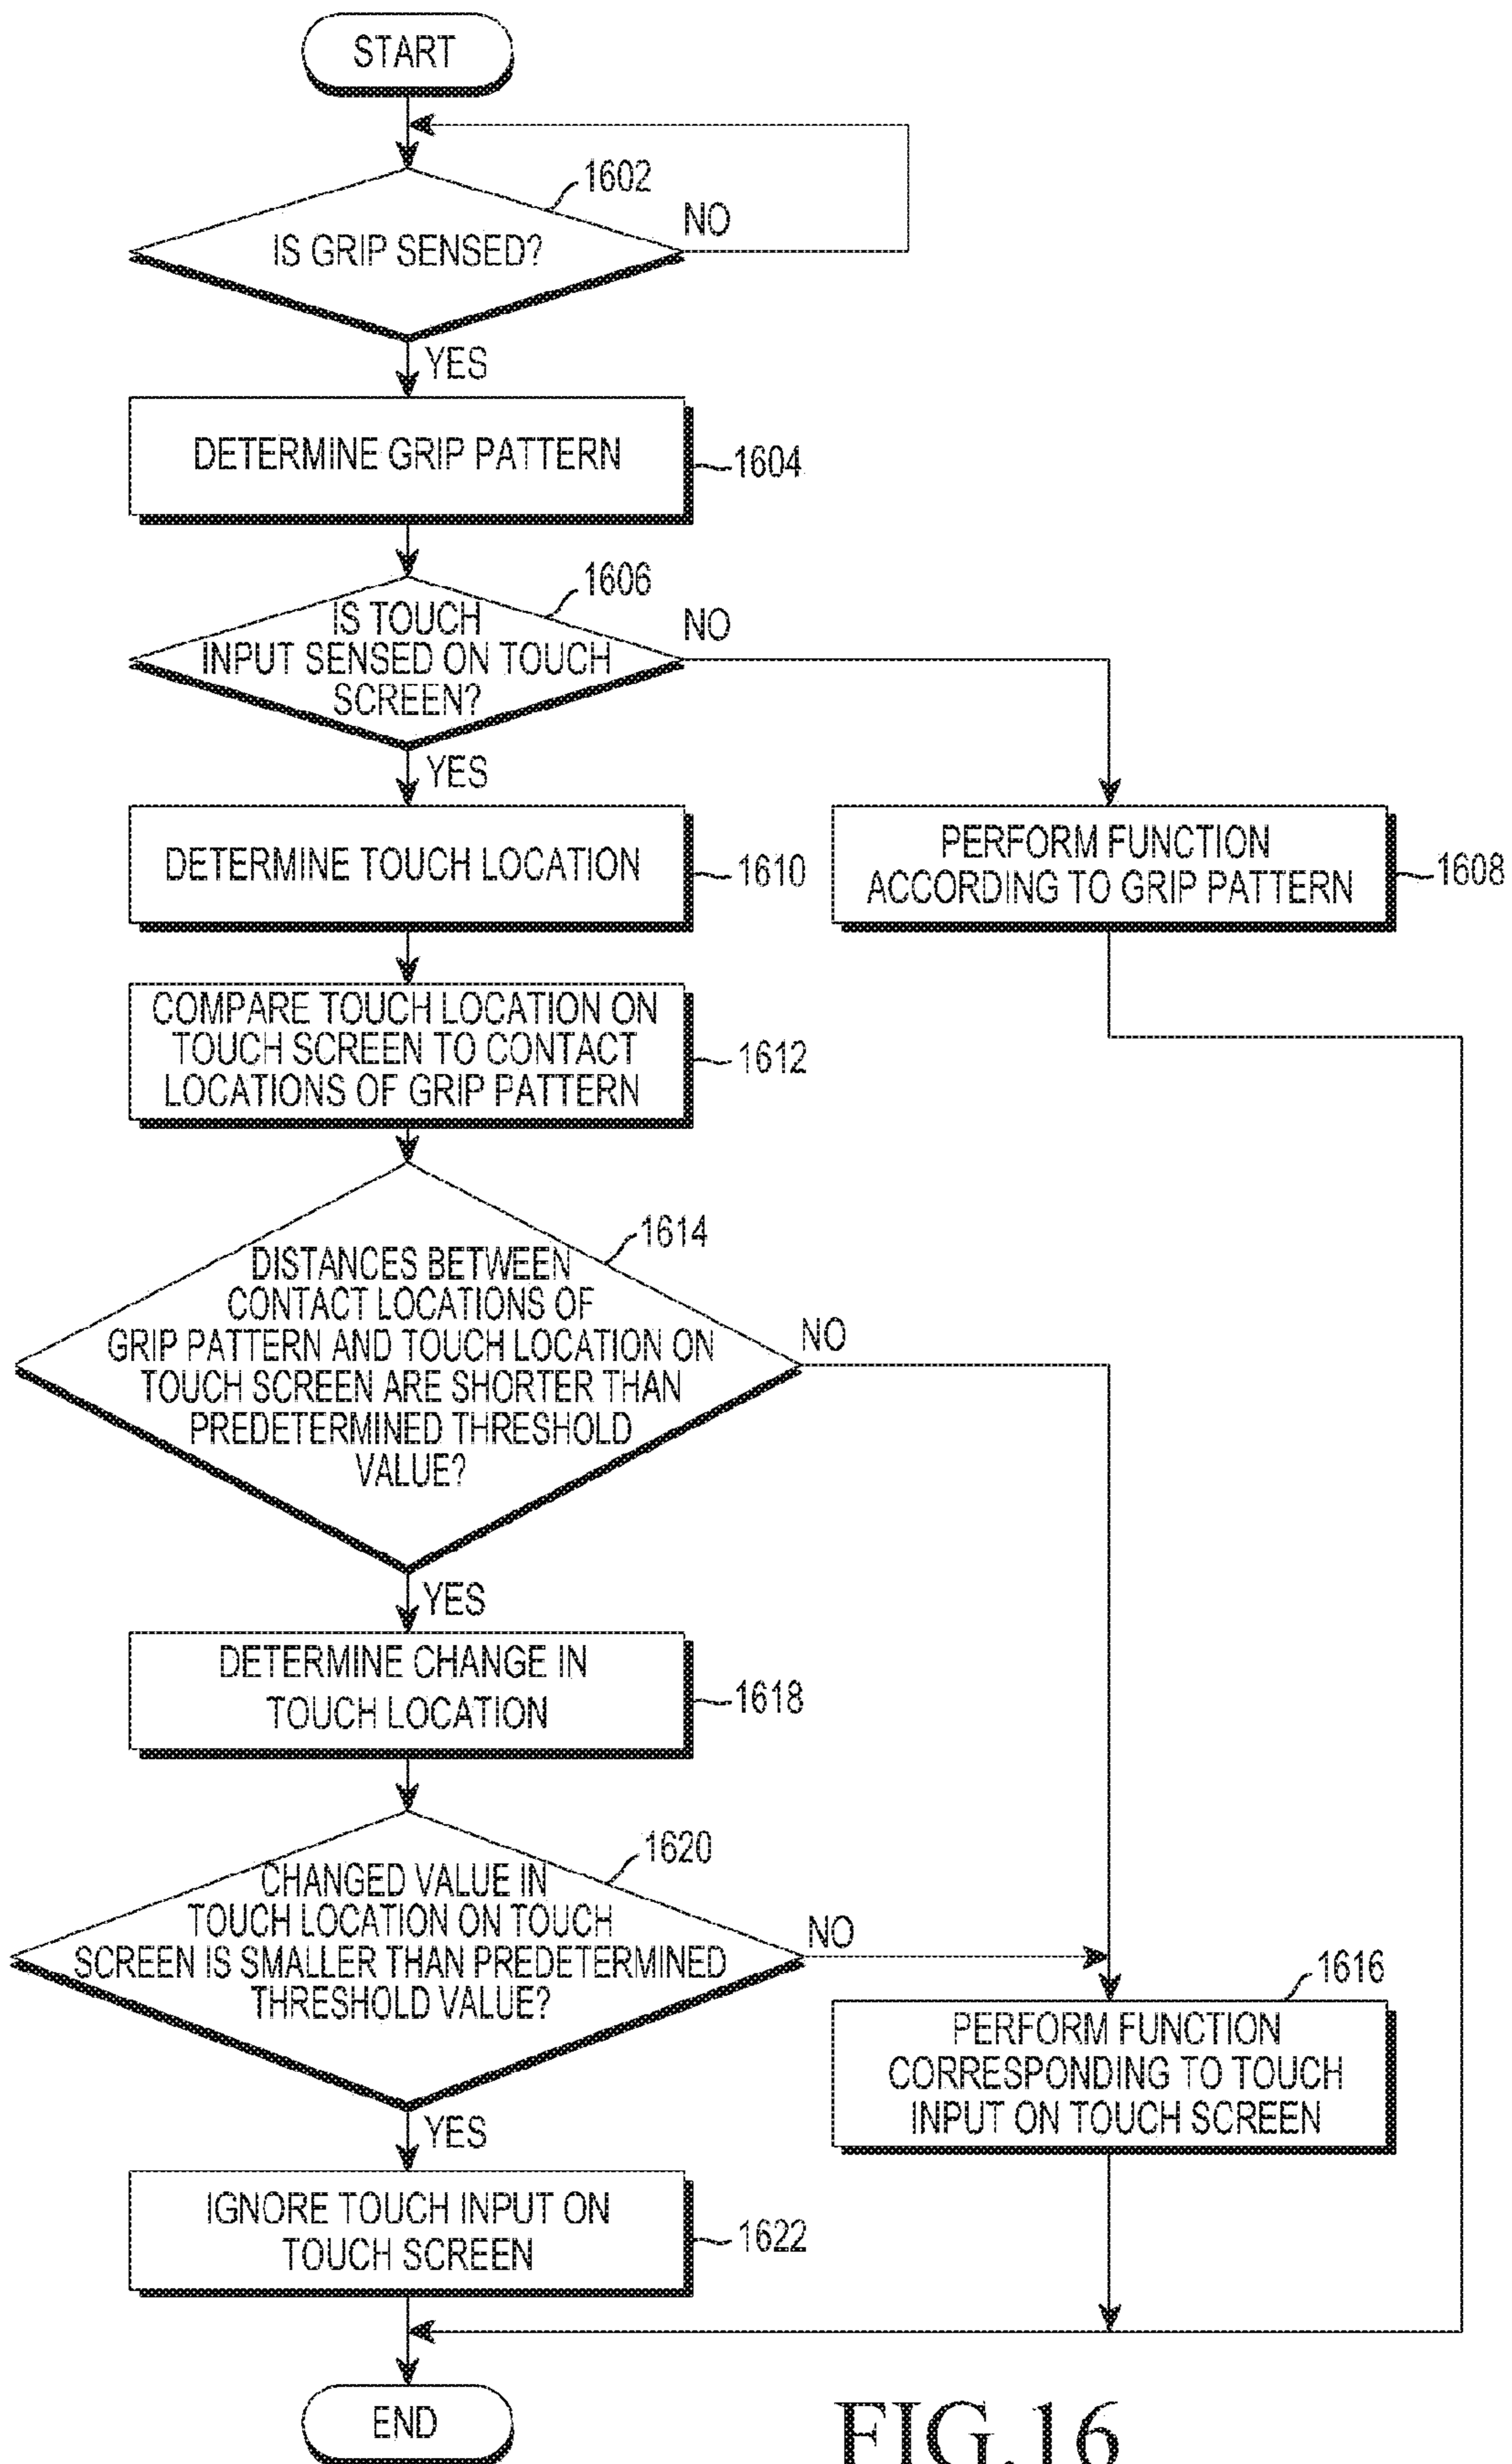 START
1602
NO
IS GRIP SENSED?
YES
DETERMINE GRIP PATTERN
1604
1606
NO
IS TOUCH
INPUT SENSED ON TOUCH
SCREEN?
YES
DETERMINE TOUCH LOCATION
1610
PERFORM FUNCTION
ACCORDING TO GRIP PATTERN
1608
COMPARE TOUCH LOCATION ON
TOUCH SCREEN TO CONTACT
LOCATIONS OF GRIP PATTERN
1612
1614
DISTANCES BETWEEN
CONTACT LOCATIONS OF
GRIP PATTERN AND TOUCH LOCATION ON
TOUCH SCREEN ARE SHORTER THAN
PREDETERMINED THRESHOLD
VALUE?
NO
YES
DETERMINE CHANGE IN
TOUCH LOCATION
1618
1620
CHANGED VALUE IN
TOUCH LOCATION ON TOUCH
SCREEN IS SMALLER THAN PREDETERMINED
THRESHOLD VALUE?
NO
1616
PERFORM FUNCTION
CORRESPONDING TO TOUCH
INPUT ON TOUCH SCREEN
YES
IGNORE TOUCH INPUT ON
TOUCH SCREEN
1622
END
FIG.16